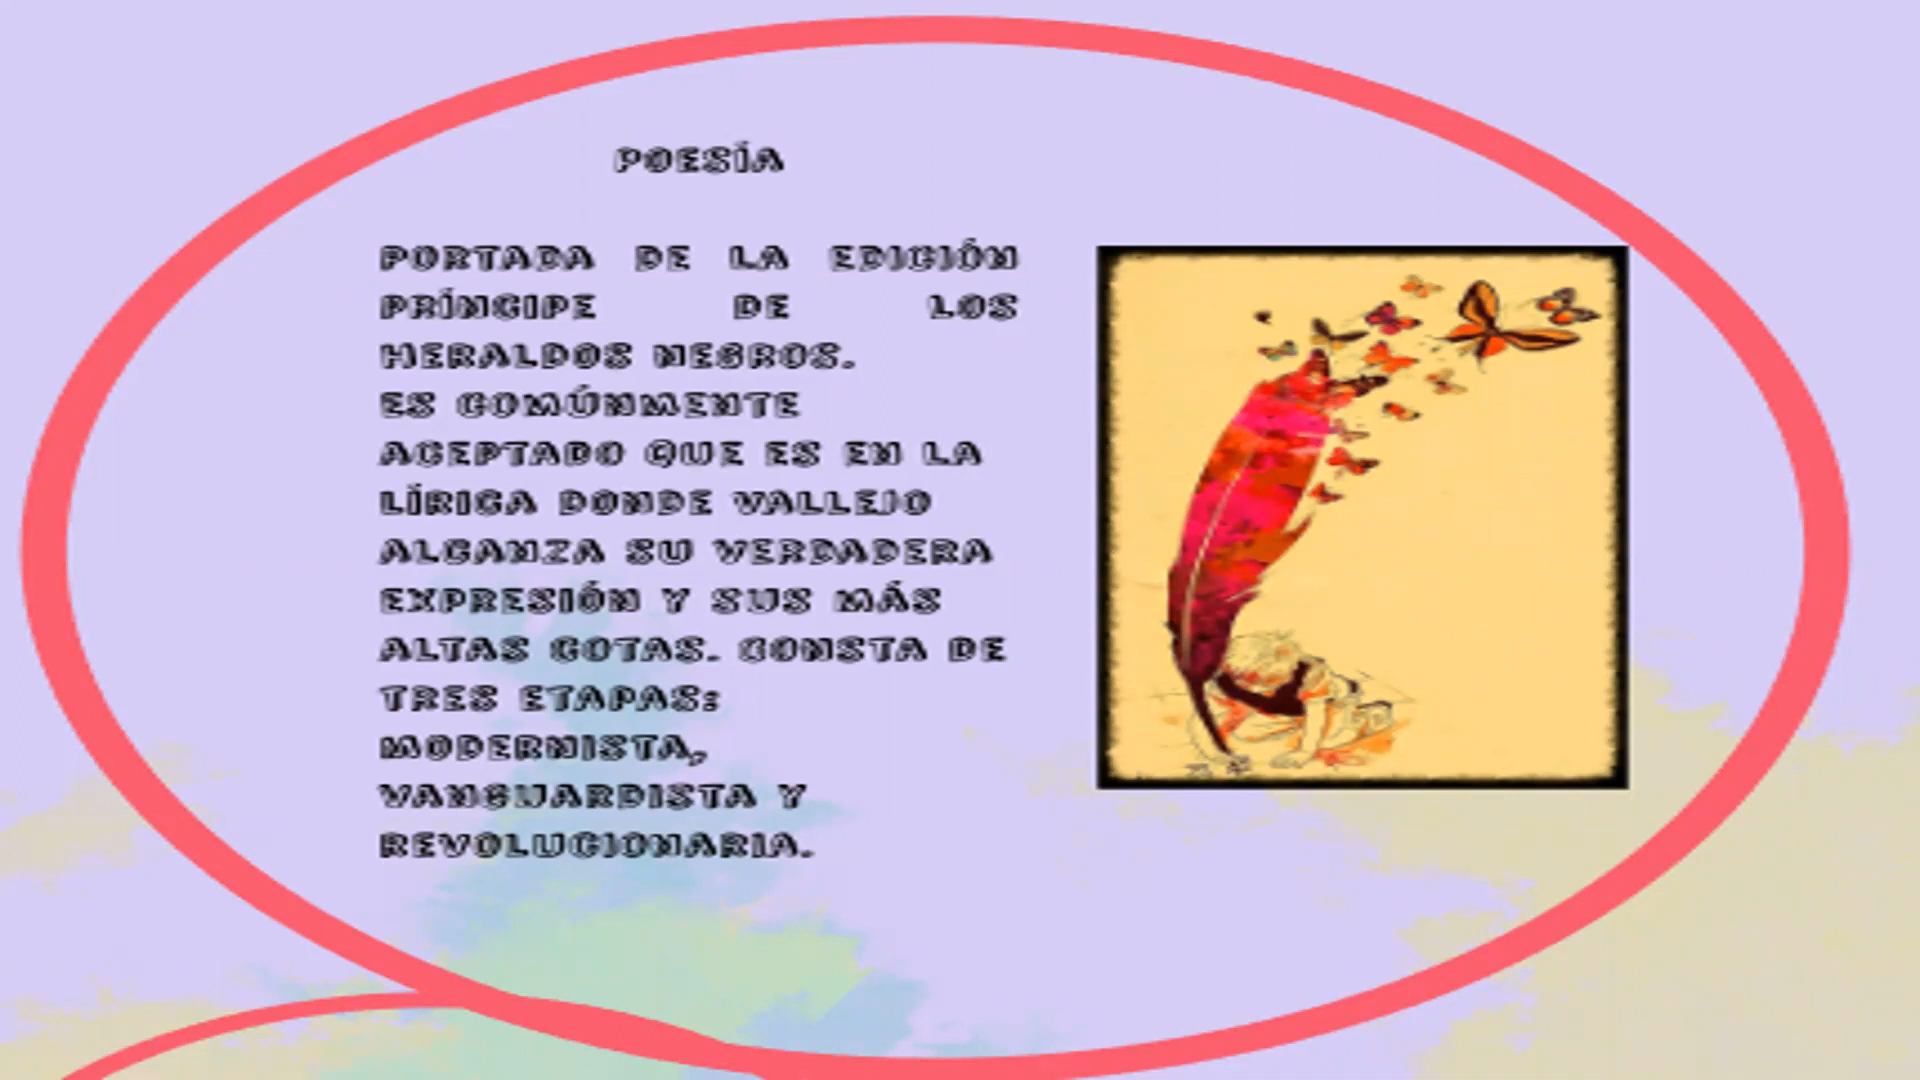 POESÍA
PORTADA DE LA EDICIÓN
PRÍNCIPE DE LOS
HERALDOS NEGROS.
ES COMÚNMENTE
ACEPTADO QUE ES EN LA
LÍRICA DONDE VALLEJO
ALCANZA SU VERDADERA
EXPRESIÓN Y SUS MÁS
ALTAS COTAS. CONSTA DE
TRES ETAPAS:
MODERNISTA,
VANGUARDISTA Y
REVOLUCIONARIA.